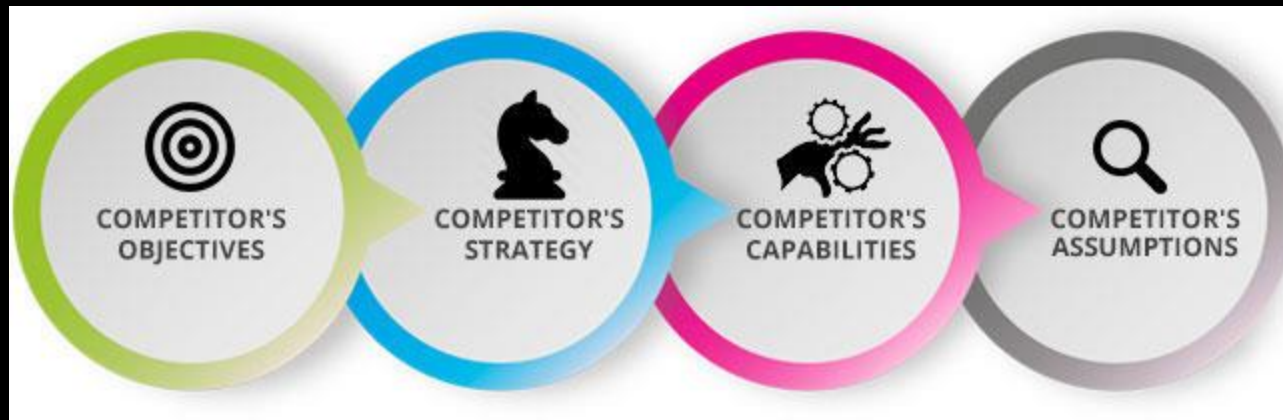 COMPETITOR'S
OBJECTIVES
COMPETITOR'S
STRATEGY
COMPETITOR'S
CAPABILITIES
COMPETITOR'S
ASSUMPTIONS